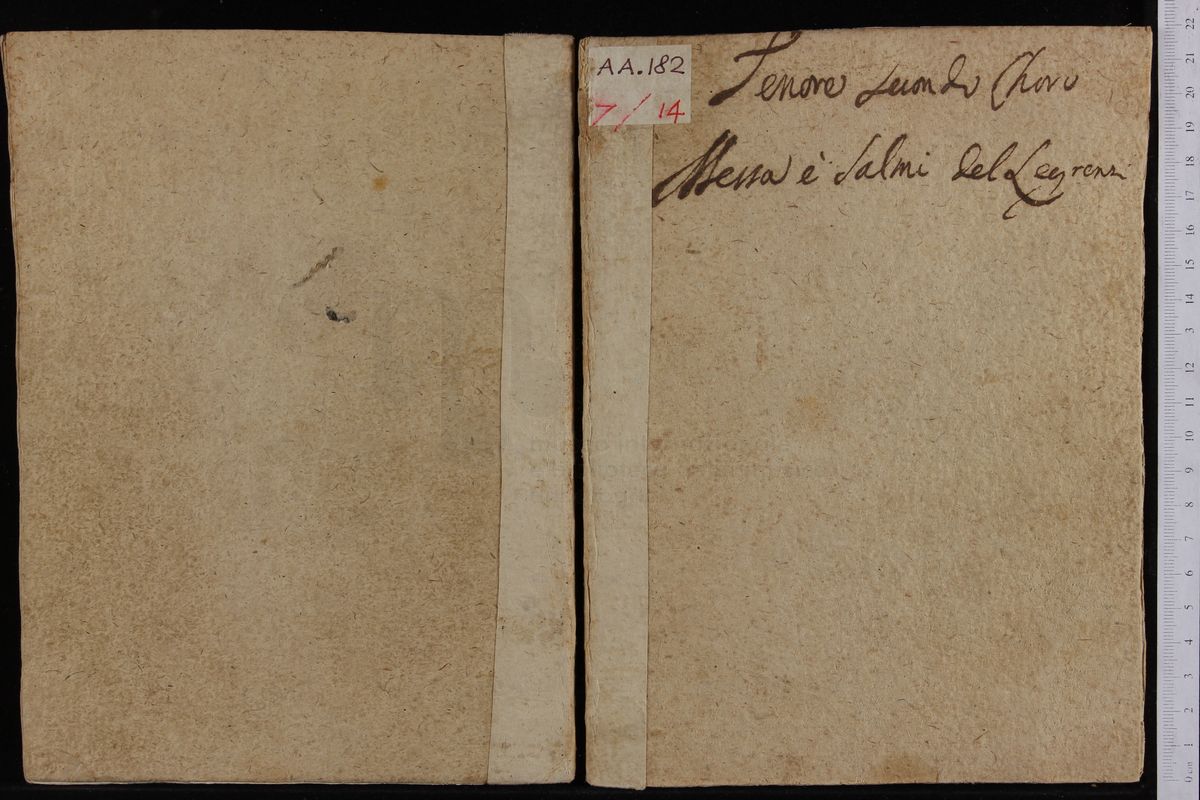 AA.182
7/14
Tenore secondo Choro
Messa è Salmi del Legrenzi